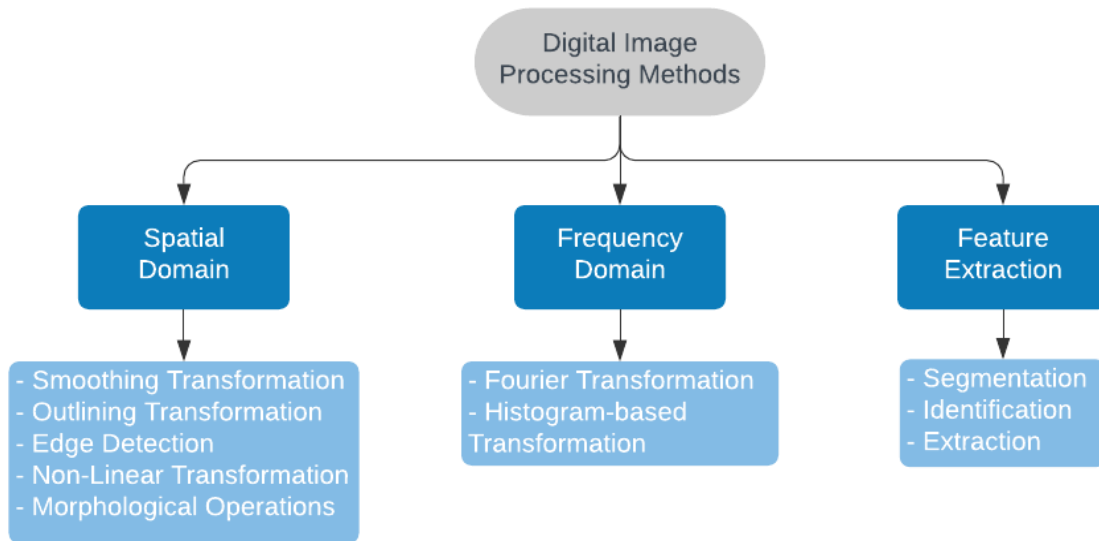 Digital Image
Processing Methods
Spatial
Domain
Frequency
Domain
Feature
Extraction
- Smoothing Transformation
- Outlining Transformation
- Edge Detection
- Non-Linear Transformation
- Morphological Operations
- Fourier Transformation
- Histogram-based
Transformation
- Segmentation
- Identification
- Extraction